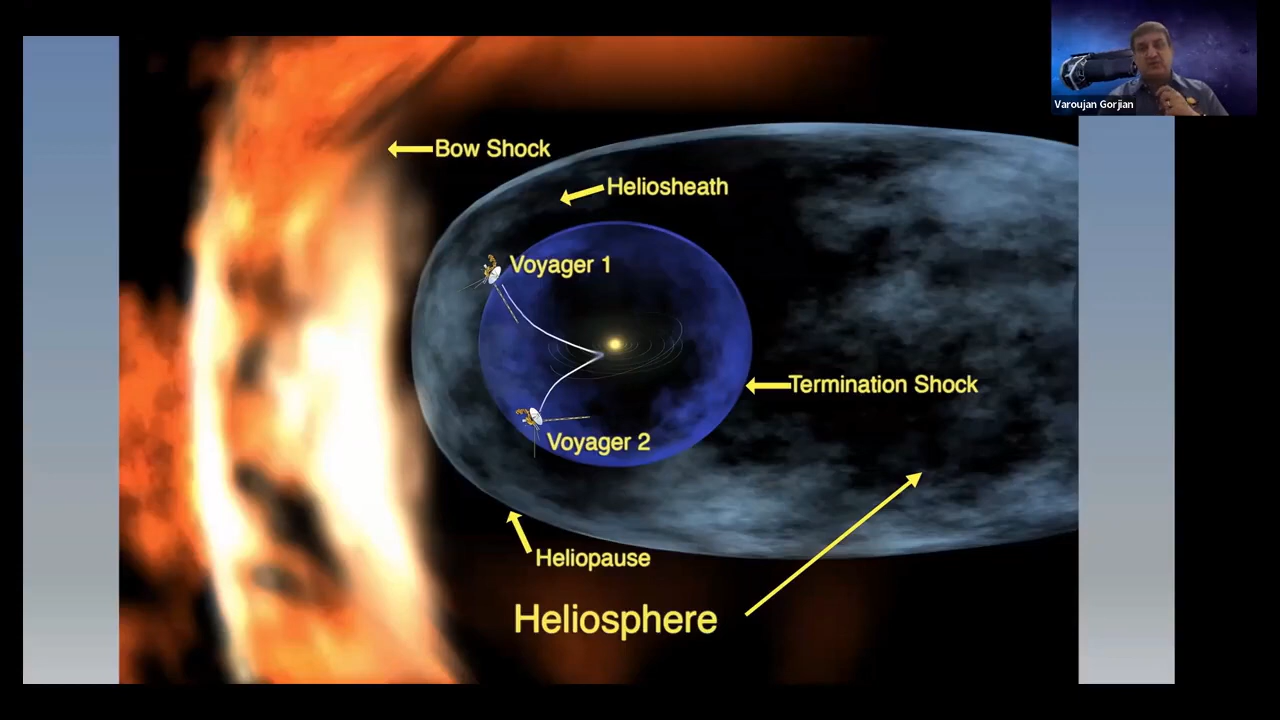 Varoujan Gorjian
Bow Shock
Heliosheath
Voyager 1
Termination Shock
Voyager 2
Heliopause
Heliosphere